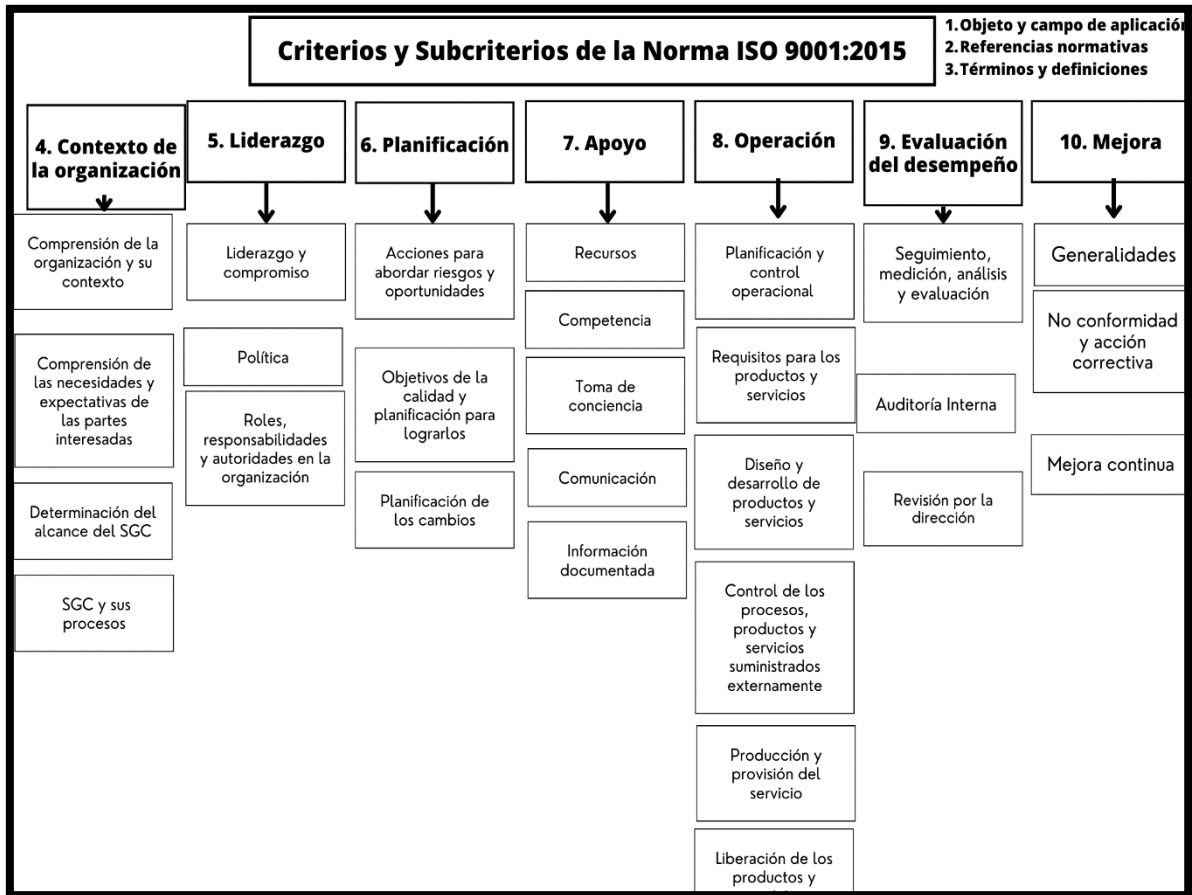 Criterios y Subcriterios de la Norma ISO 9001:2015
1. Objeto y campo de aplicación
2. Referencias normativas
3. Términos y definiciones
4. Contexto de
la organización
Comprensión de la
organización y su
contexto
Comprensión de
las necesidades y
expectativas de
las partes
interesadas
Determinación del
alcance del SGC
SGC y sus
procesos
5. Liderazgo
Liderazgo y
compromiso
Política
Roles,
responsabilidades
y autoridades en la
organización
6. Planificación
Acciones para
abordar riesgos y
oportunidades
Objetivos de la
calidad y
planificación para
lograrlos
Planificación de
los cambios
7. Apoyo
Recursos
Competencia
Toma de
conciencia
Comunicación
Información
documentada
8. Operación
Planificación y
control
operacional
Requisitos para los
productos y
servicios
Diseño y
desarrollo de
productos y
servicios
Control de los
procesos,
productos y
servicios
suministrados
externamente
Producción y
provisión del
servicio
Liberación de los
productos y
9. Evaluación
del desempeño
Seguimiento,
medición, análisis
y evaluación
Auditoría Interna
Revisión por la
dirección
10. Mejora
Generalidades
No conformidad
y acción
correctiva
Mejora continua